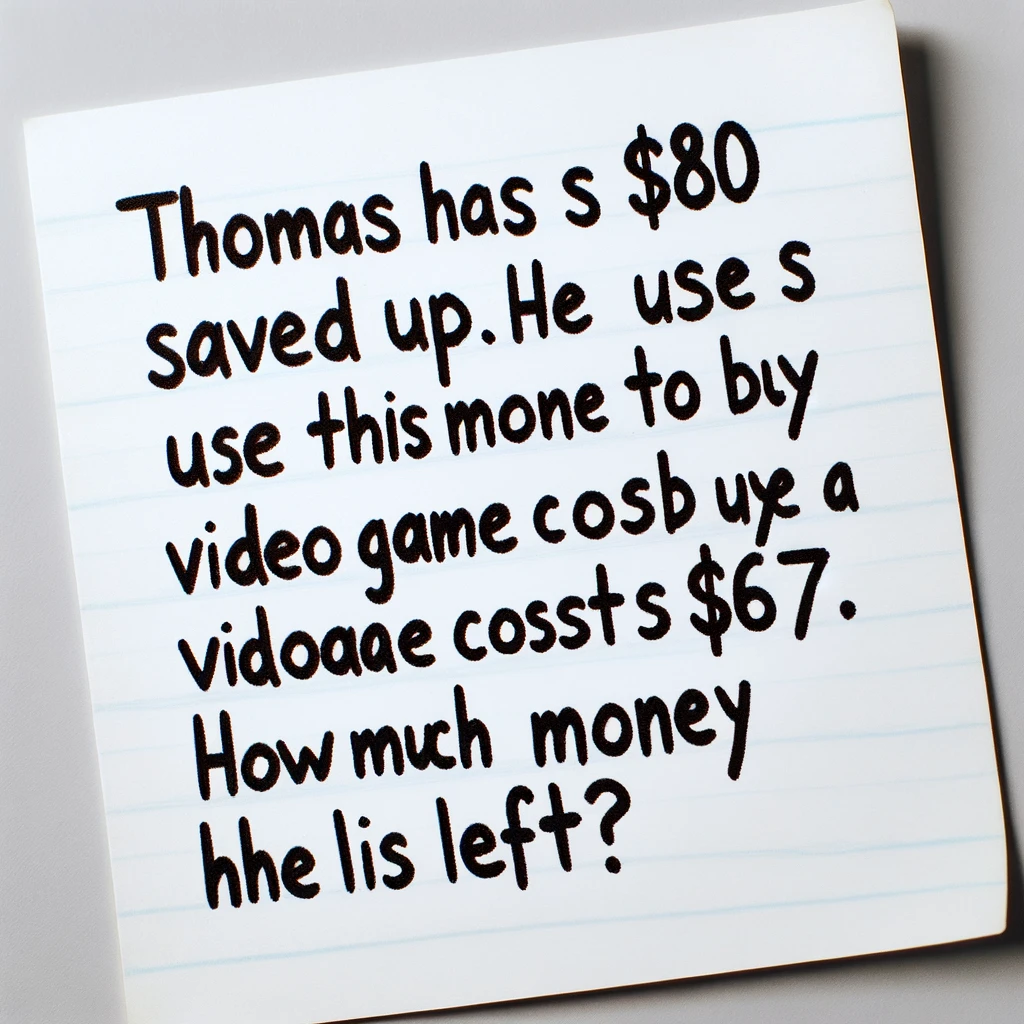 Thomas has s $80
saved up. He use s
use this mone to buy
video game cosb uye a
vidoaae cossts $67.
How much money
hhe lis left?